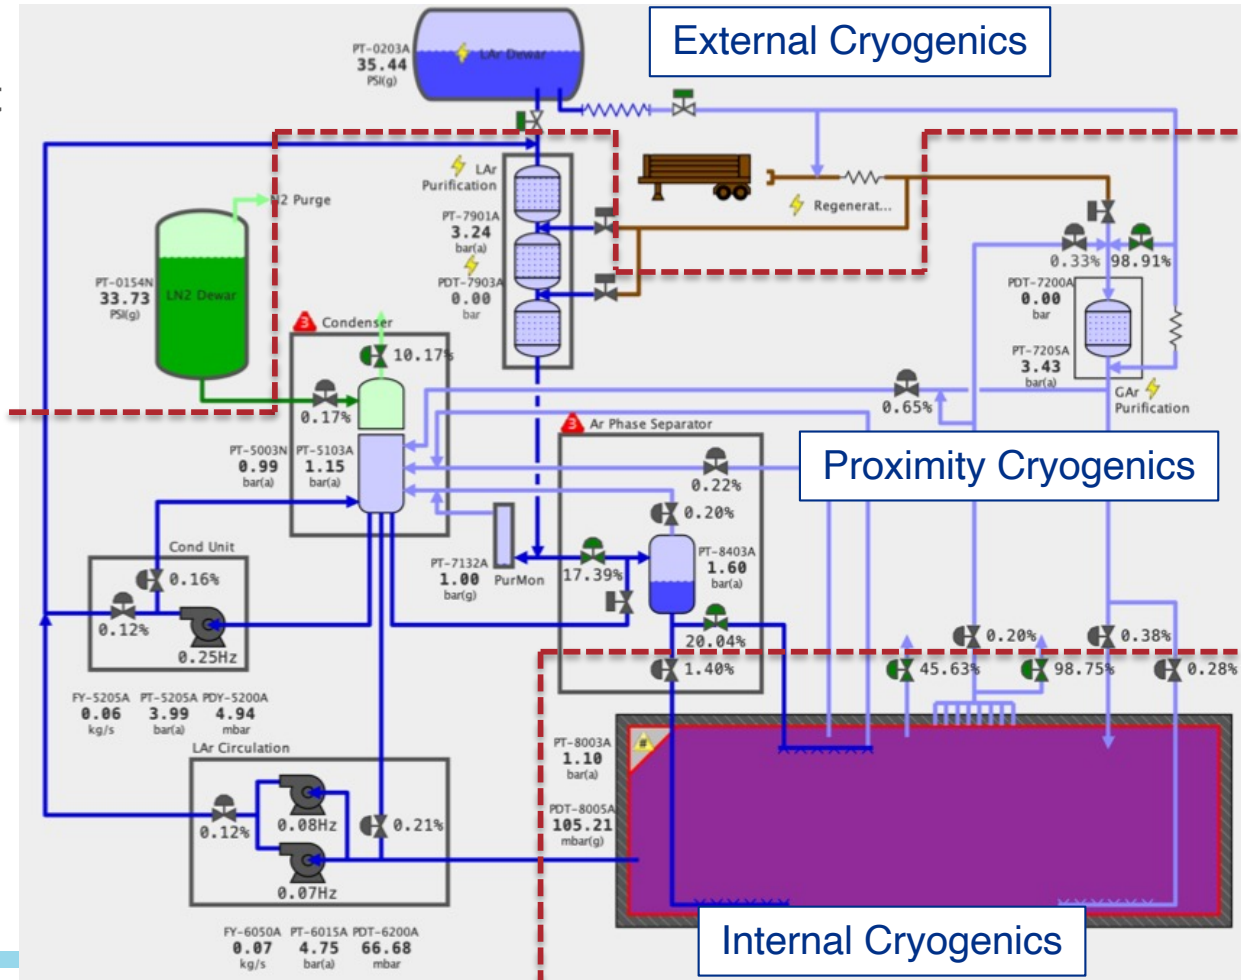 External Cryogenics
PT-0203A
35.44
PSI(g)
LAr Dewar
N2 Purge
LAr
Purification
PT-7901A
3.24
bar(a)
PDT-7903A
0.00
bar
Regenerat...
0.33%
98.91%
PDT-7200A
0.00
bar
PT-7205A
3.43
bar(a)
GAr
Purification
PT-0154N
33.73
PSI(g)
LN2 Dewar
3
Condenser
10.17%
0.17%
0.65%
PT-5003N
0.99
bar(a)
PT-5103A
1.15
bar(a)
3
Ar Phase Separator
Proximity Cryogenics
0.22%
0.20%
PT-8403A
1.60
bar(a)
17.39%
20.04%
1.40%
PT-7132A
1.00
bar(g)
PurMon
Cond Unit
0.16%
0.12%
0.25Hz
FY-5205A
0.06
kg/s
PT-5205A
3.99
bar(a)
PDY-5200A
4.94
mbar
0.20%
0.38%
45.63%
98.75%
0.28%
LAr Circulation
0.12%
0.08Hz
0.07Hz
0.21%
PT-8003A
1.10
bar(a)
PDT-8005A
105.21
mbar(g)
#
Internal Cryogenics
FY-6050A
0.07
kg/s
PT-6015A
4.75
bar(a)
PDT-6200A
66.68
mbar